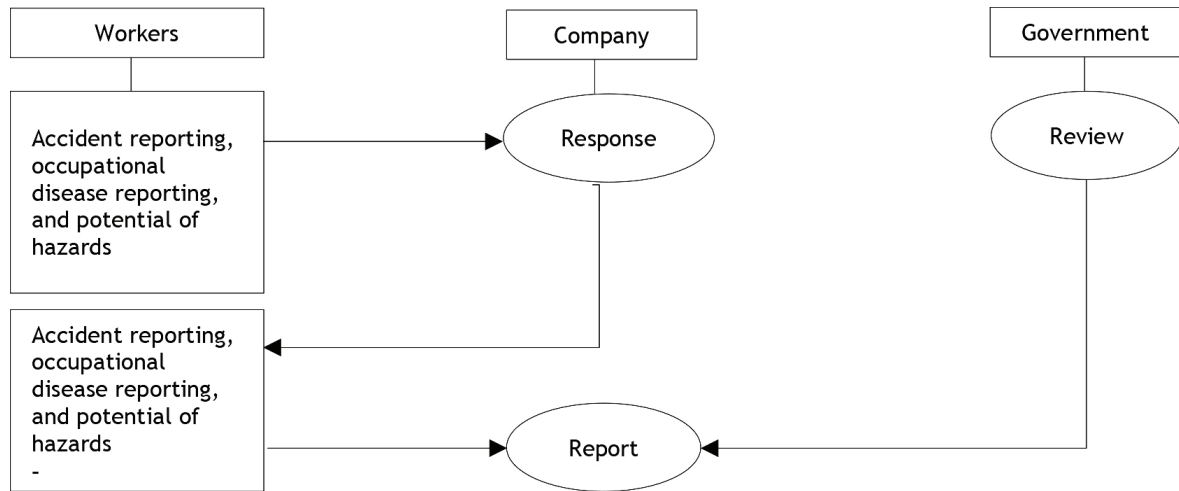 Workers
Company
Government
Accident reporting,
occupational
disease reporting,
and potential of
hazards
Response
Review
Accident reporting,
occupational
disease reporting,
and potential of
hazards
-
Report